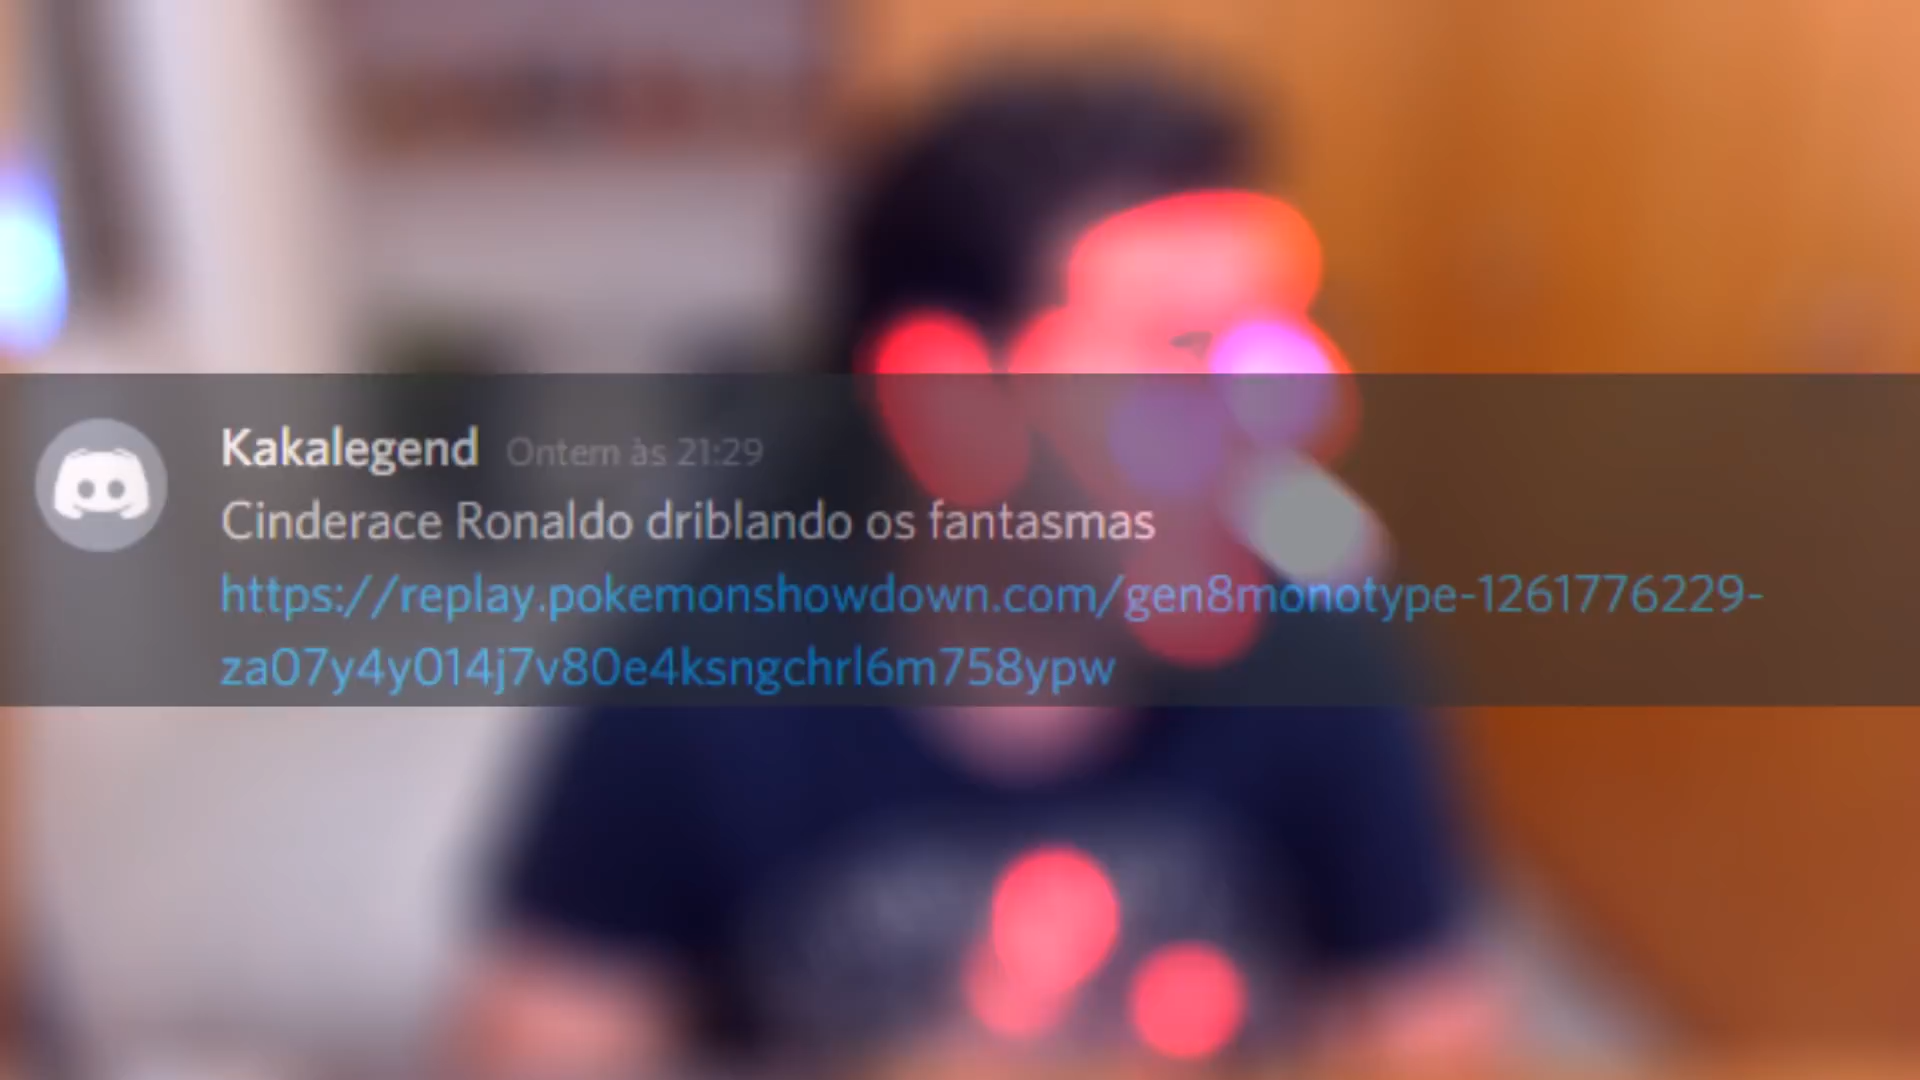 Kakalegend Ontem às 21:29
Cinderace Ronaldo driblando os fantasmas
https://replay.pokemonshowdown.com/gen8monotype-1261776229-
za07y4y014j7v80e4ksngchrl6m758ypw